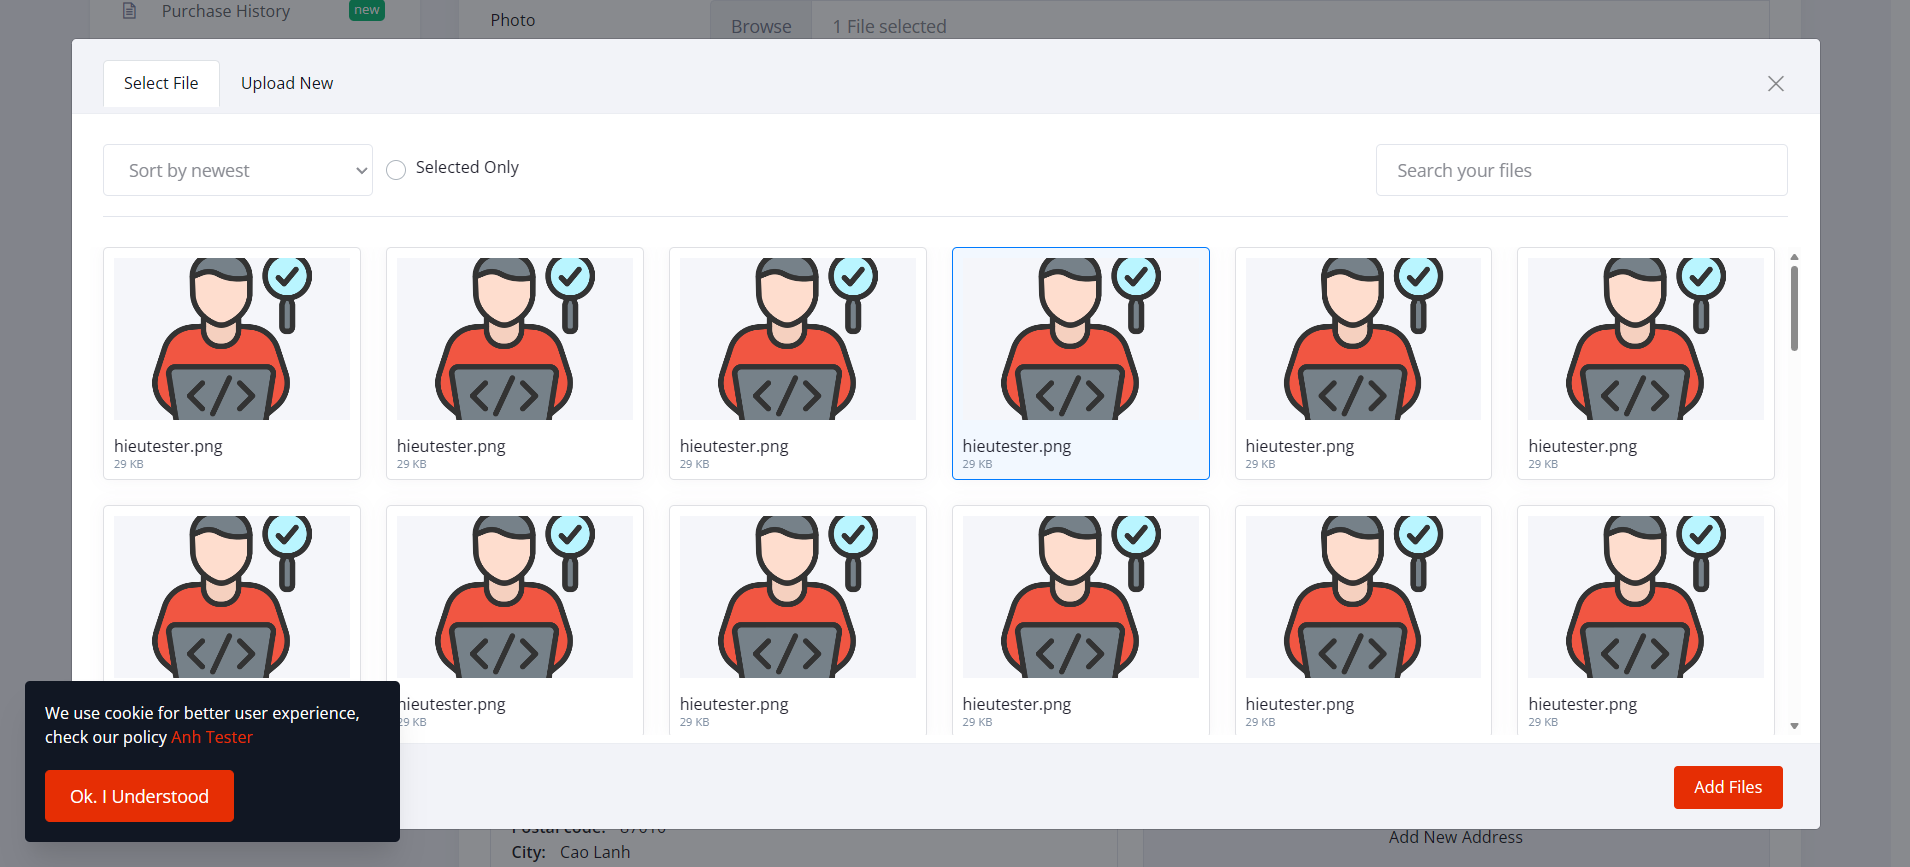 Purchase History new
Photo
Browse 1 File selected
Select File Upload New
Sort by newest Selected Only Search your files
hieutester.png hieutester.png hieutester.png hieutester.png hieutester.png hieutester.png
29 KB 29 KB 29 KB 29 KB 29 KB 29 KB
hieutester.png hieutester.png hieutester.png hieutester.png hieutester.png
29 KB 29 KB 29 KB 29 KB 29 KB
We use cookie for better user experience,
check our policy Anh Tester
Ok. I Understood
Add Files
Postal code:
Add New Address
City: Cao Lanh